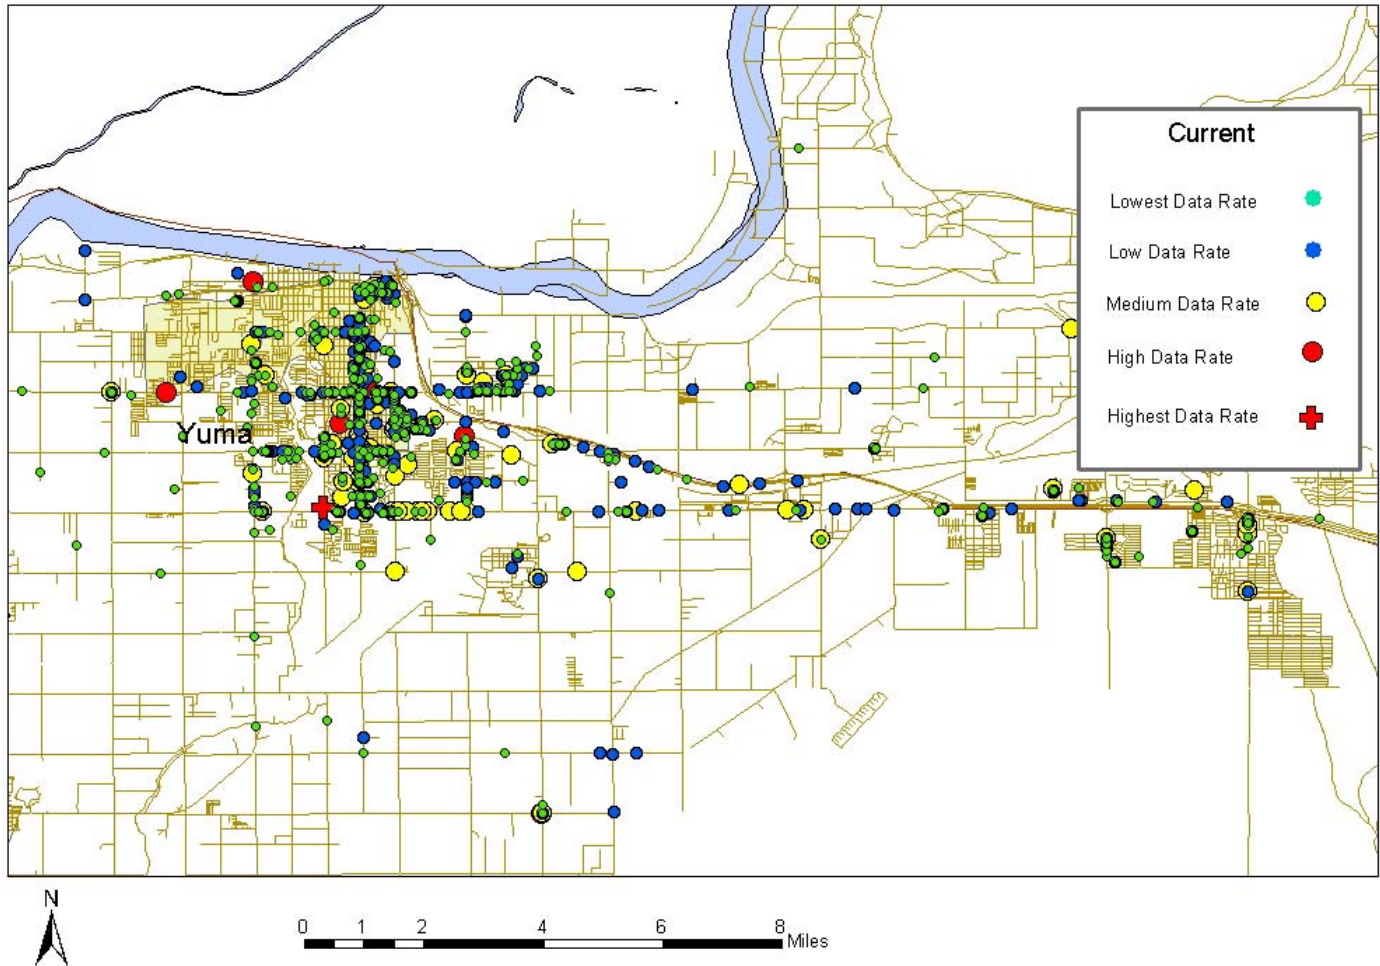 Current
Lowest Data Rate
Low Data Rate
Medium Data Rate
High Data Rate
Highest Data Rate
Yuma
N
0 1 2 4 6 8 Miles